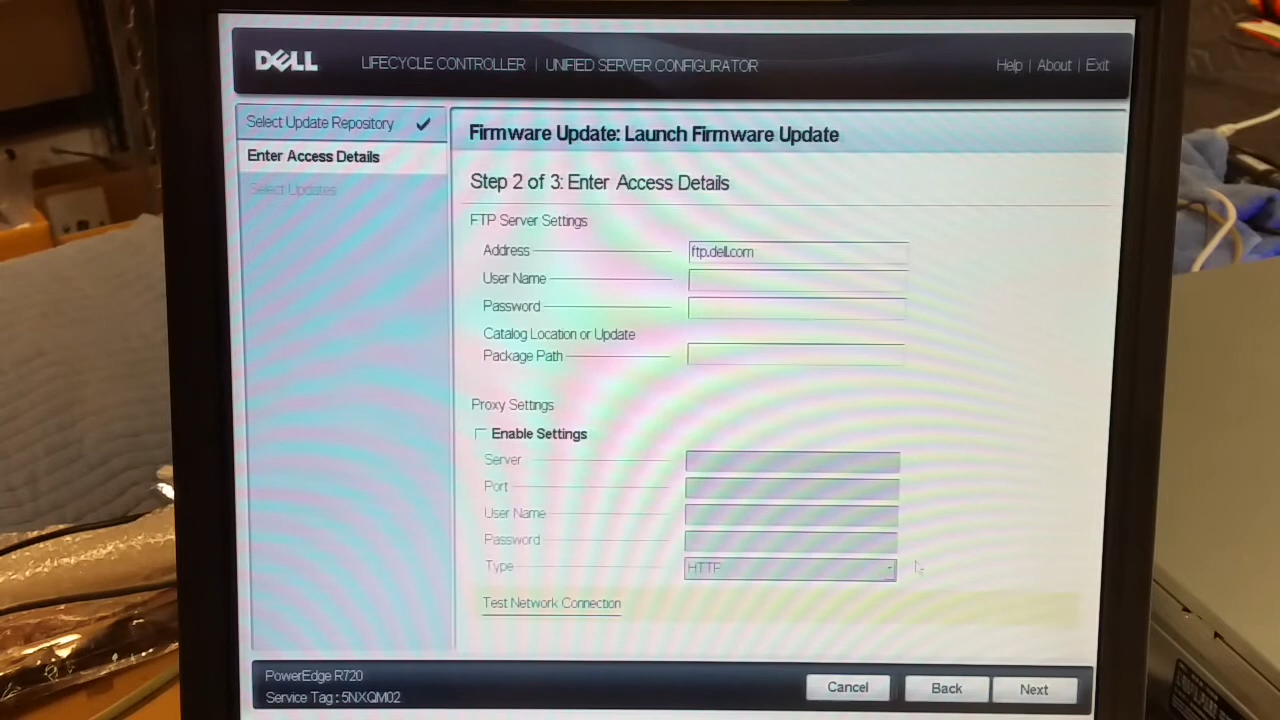 DELL LIFECYCLE CONTROLLER | UNIFIED SERVER CONFIGURATOR Help | About | Exit
Select Update Repository
Enter Access Details
Select Updates
Firmware Update: Launch Firmware Update
Step 2 of 3: Enter Access Details
FTP Server Settings
Address ftp.dell.com
User Name
Password
Catalog Location or Update
Package Path
Proxy Settings
Enable Settings
Server
Port
User Name
Password
Type HTTP
Test Network Connection
PowerEdge R720
Service Tag : 5NXQM02
Cancel Back Next